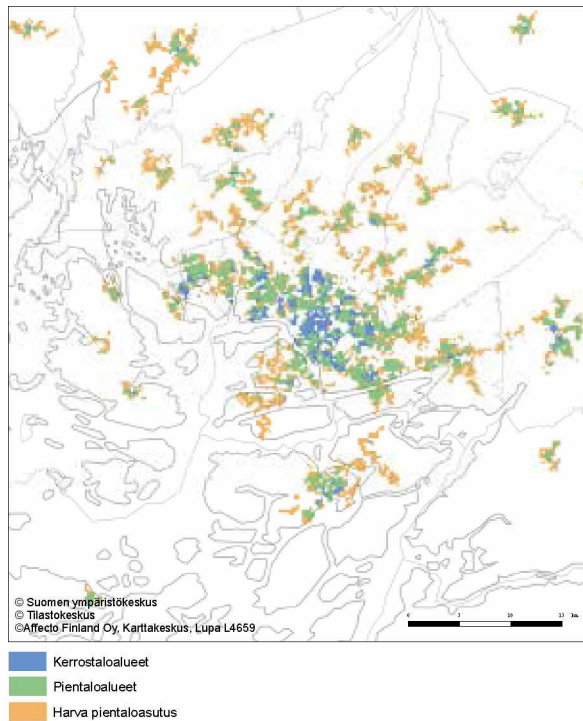 © Suomen ympäristökeskus
© Tilastokeskus
©Affecto Finland Oy, Karttakeskus, Lupa L4659
Kerrostaloalueet
Pientaloalueet
Harva pientaloasutus